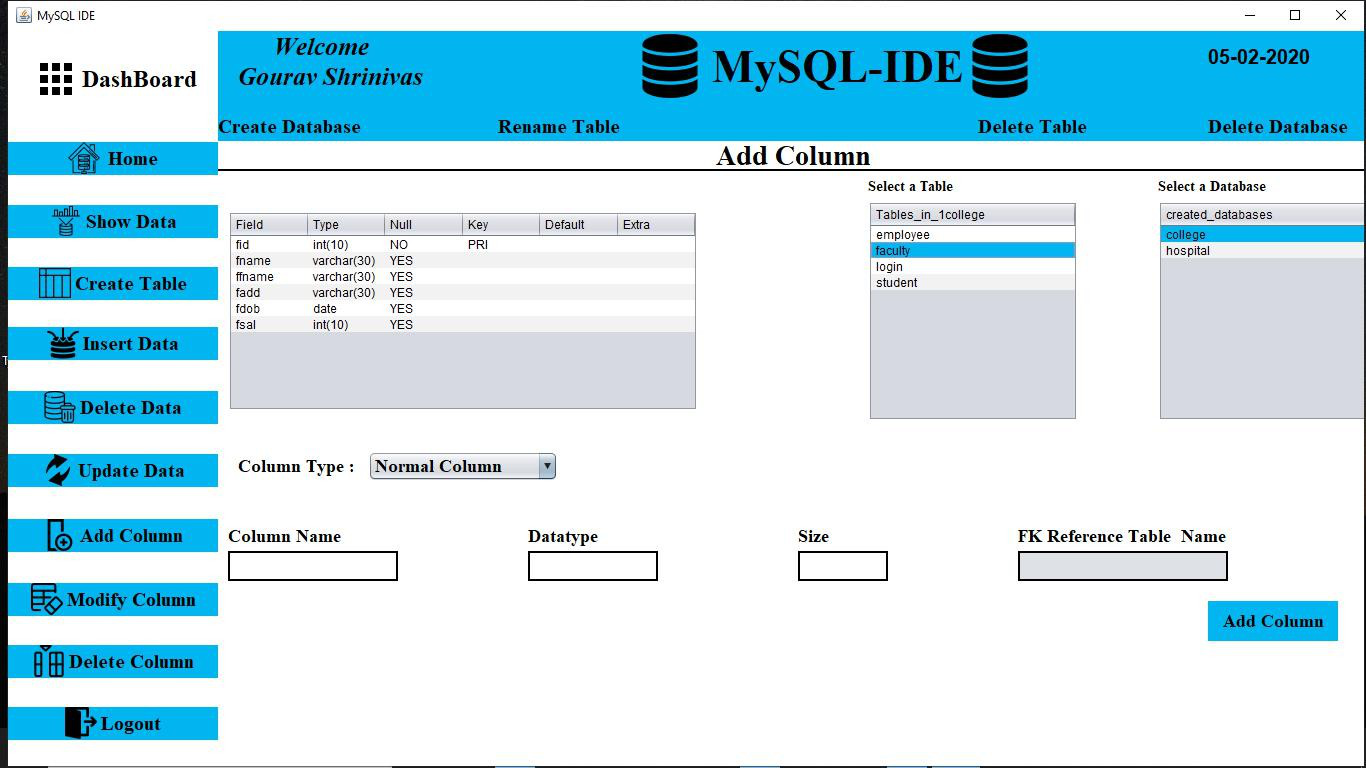 MySQL IDE
DashBoard
Welcome
Gourav Shrinivas
MySQL-IDE
05-02-2020
Create Database
Rename Table
Delete Table
Delete Database
Home
Show Data
Create Table
Insert Data
Delete Data
Update Data
Add Column
Modify Column
Delete Column
Logout
Add Column
Select a Table
Select a Database
Field Type Null Key Default Extra
fid int(10) NO PRI
fname varchar(30) YES
ffname varchar(30) YES
fadd varchar(30) YES
fdob date YES
fsal int(10) YES
Tables_in_1college
employee
faculty
login
student
created_databases
college
hospital
Column Type : Normal Column
Column Name
Datatype
Size
FK Reference Table Name
Add Column